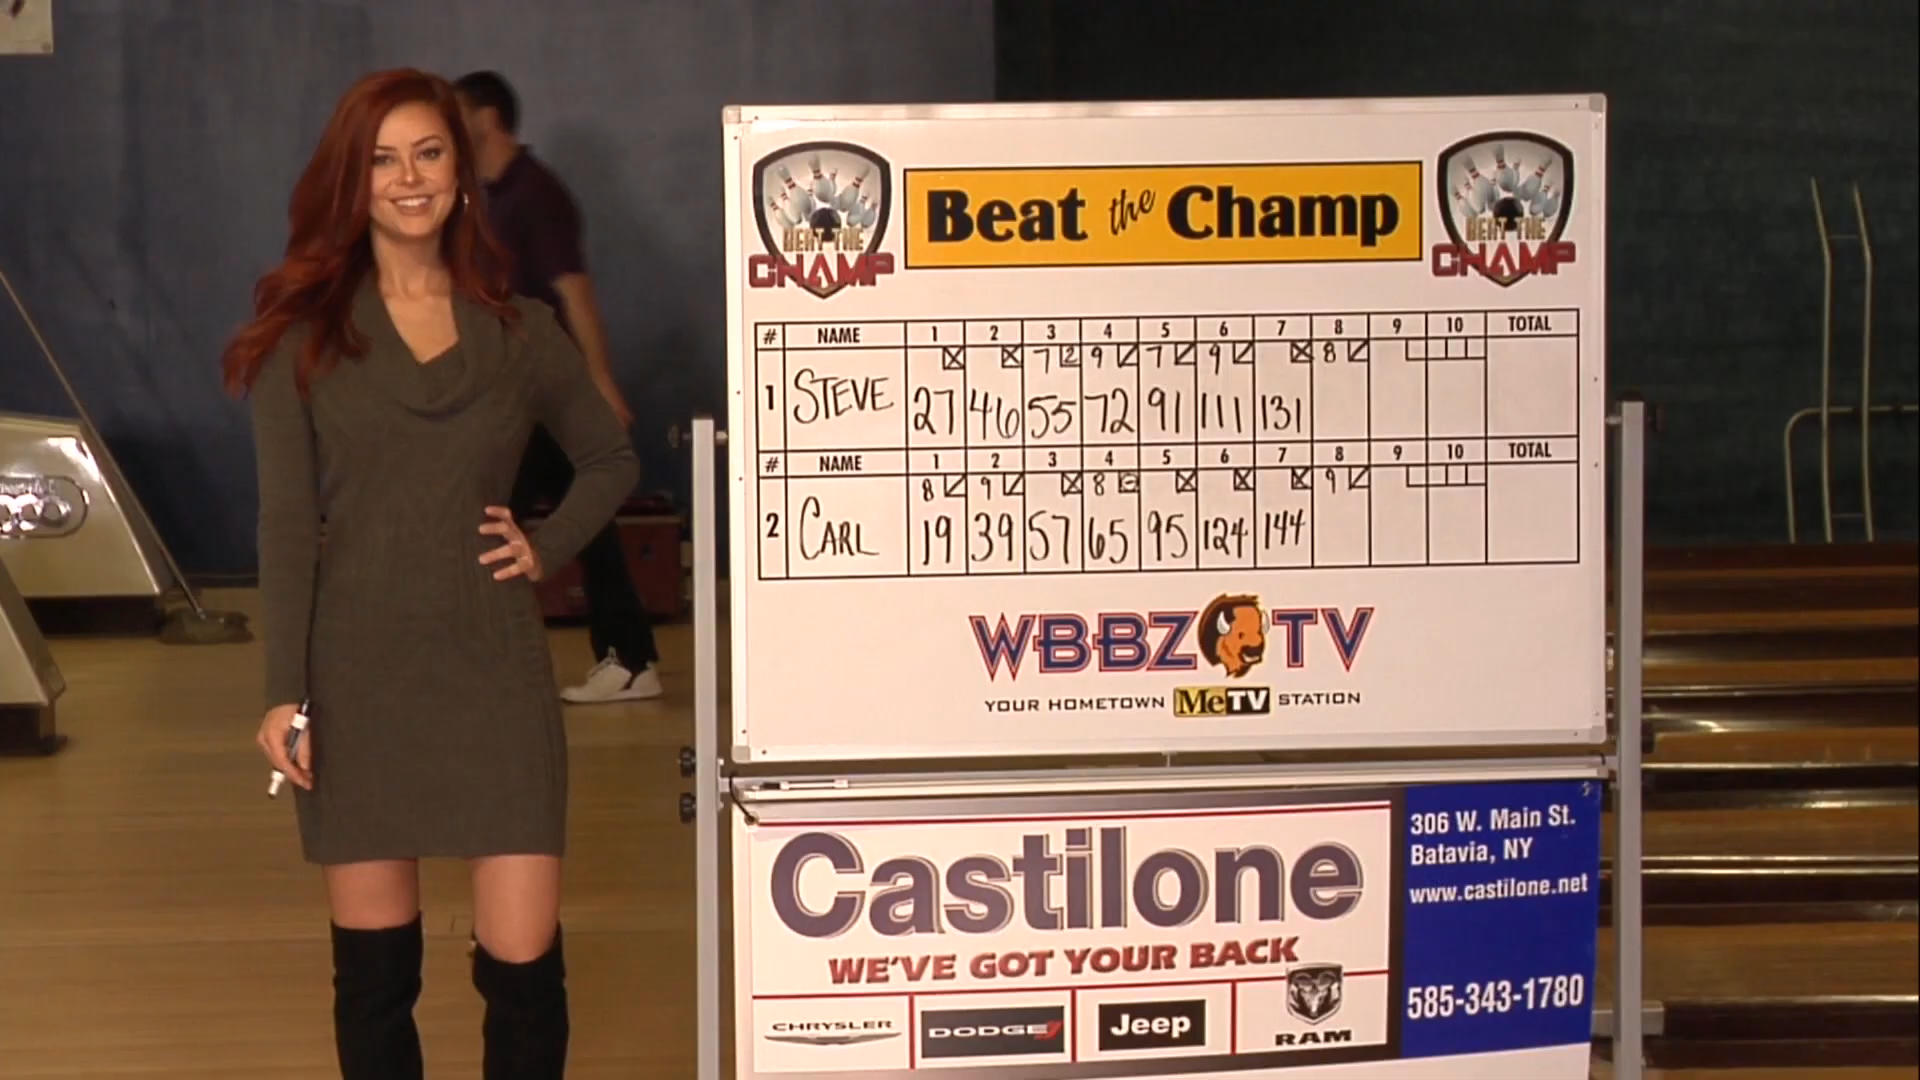 BEAT THE
CHAMP
Beat the Champ
BEAT THE
CHAMP
# NAME 1 2 3 4 5 6 7 8 9 10 TOTAL
X X 7 2 9 / 7 / 9 / X 8 /
1 STEVE 27 46 55 72 91 111 131
# NAME 1 2 3 4 5 6 7 8 9 10 TOTAL
8 / 9 / X 8 - X X X 9 /
2 CARL 19 39 57 65 95 124 144
WBBZ TV
YOUR HOMETOWN MeTV STATION
Castilone
WE'VE GOT YOUR BACK
CHRYSLER DODGE Jeep RAM
306 W. Main St.
Batavia, NY
www.castilone.net
585-343-1780